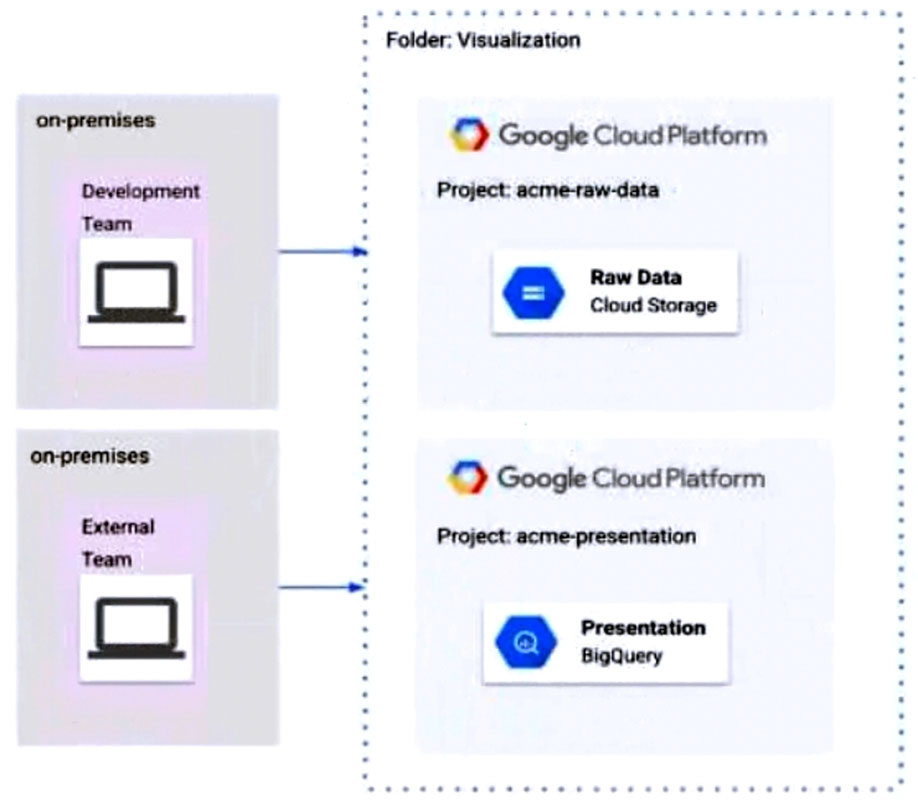 Folder: Visualization
on-premises
Development
Team
Google Cloud Platform
Project: acme-raw-data
Raw Data
Cloud Storage
on-premises
External
Team
Google Cloud Platform
Project: acme-presentation
Presentation
BigQuery